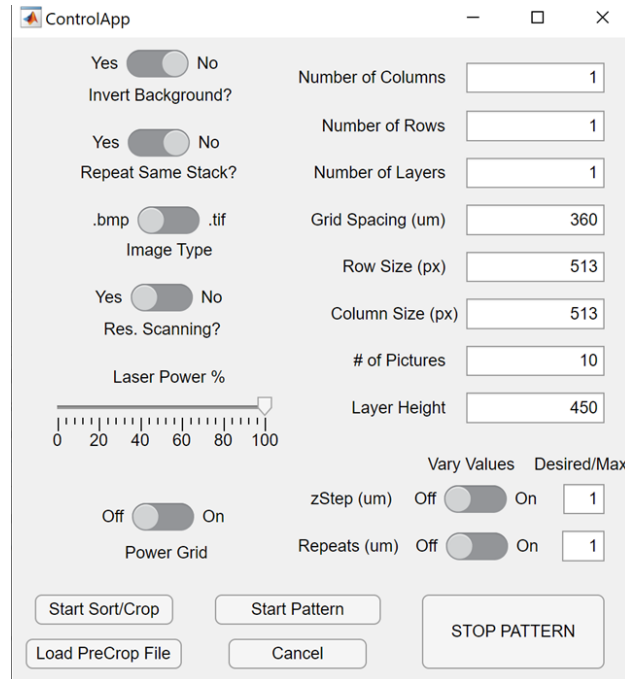 ControlApp
Yes No
Invert Background?
Yes No
Repeat Same Stack?
.bmp .tif
Image Type
Yes No
Res. Scanning?
Laser Power %
0 20 40 60 80 100
Off On
Power Grid
Number of Columns 1
Number of Rows 1
Number of Layers 1
Grid Spacing (um) 360
Row Size (px) 513
Column Size (px) 513
# of Pictures 10
Layer Height 450
Vary Values Desired/Max
zStep (um) Off On 1
Repeats (um) Off On 1
Start Sort/Crop Start Pattern
Load PreCrop File Cancel
STOP PATTERN